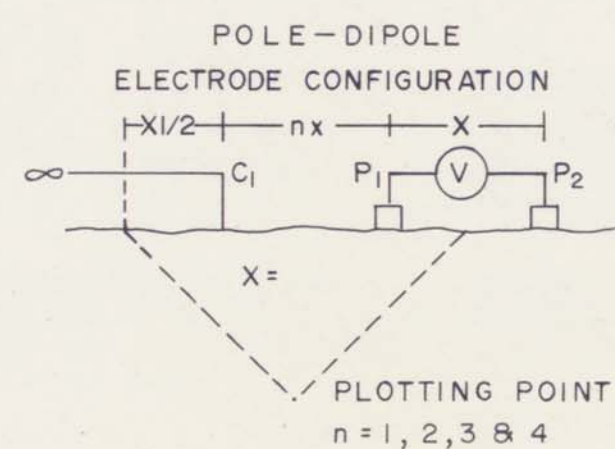 POLE-DIPOLE
ELECTRODE CONFIGURATION
X1/2 nx X
∞ C1 P1 V P2
X=
PLOTTING POINT
n = 1, 2, 3 & 4